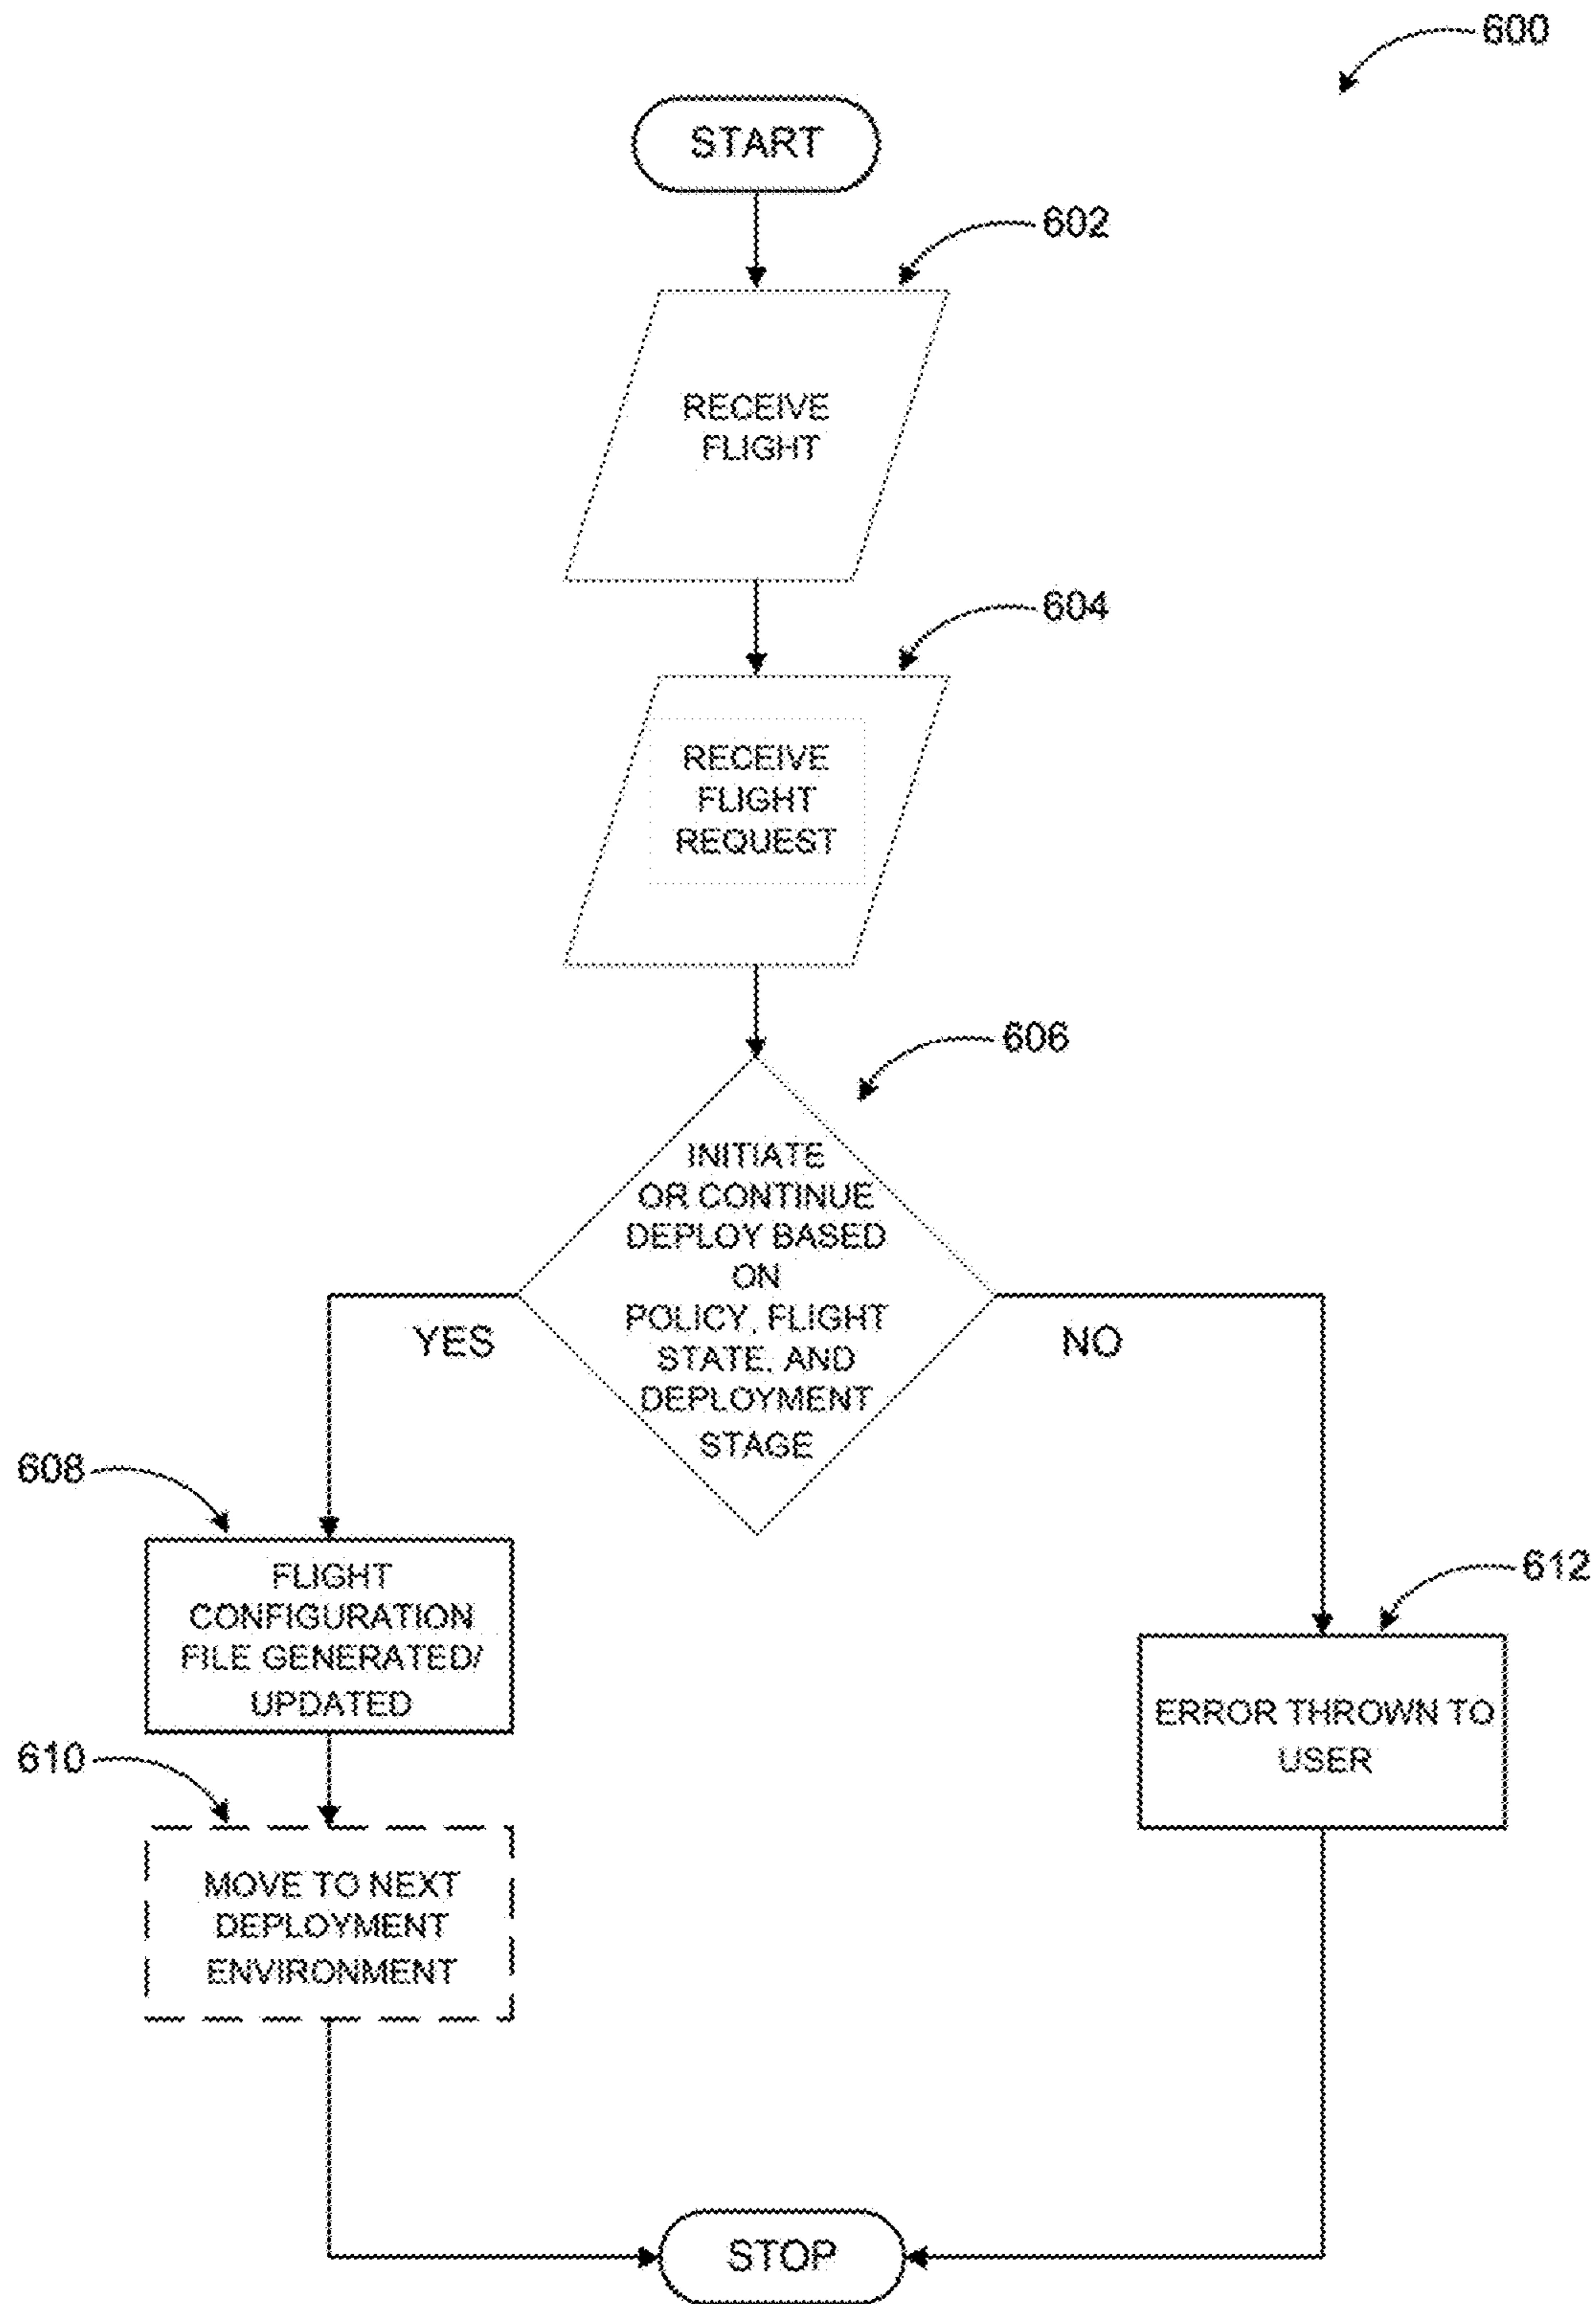 600
START
602
RECEIVE
FLIGHT
604
RECEIVE
FLIGHT
REQUEST
606
INITIATE
OR CONTINUE
DEPLOY BASED
ON
POLICY, FLIGHT
STATE, AND
DEPLOYMENT
STAGE
YES
NO
608
FLIGHT
CONFIGURATION
FILE GENERATED/
UPDATED
612
ERROR THROWN TO
USER
610
MOVE TO NEXT
DEPLOYMENT
ENVIRONMENT
STOP